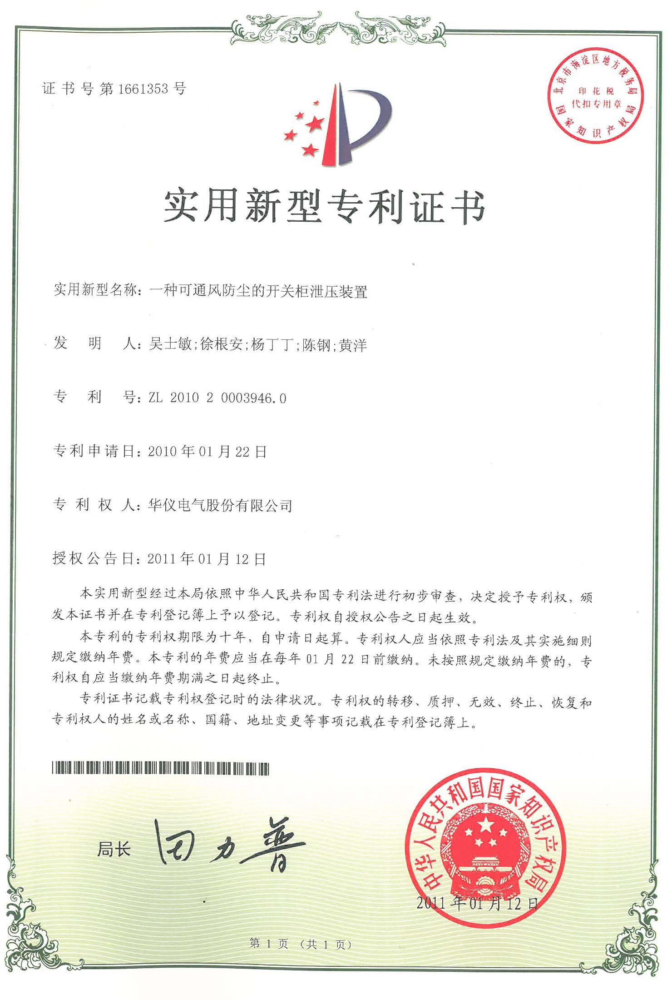 证书号第1661353号
北京市海淀区地方税务局
印花税
代扣专用章
国家知识产权局
实用新型专利证书
实用新型名称：一种可通风防尘的开关柜泄压装置
发明人：吴士敏;徐根安;杨丁丁;陈钢;黄洋
专利号：ZL 2010 2 0003946.0
专利申请日：2010年01月22日
专利权人：华仪电气股份有限公司
授权公告日：2011年01月12日
本实用新型经过本局依照中华人民共和国专利法进行初步审查，决定授予专利权，颁
发本证书并在专利登记簿上予以登记。专利权自授权公告之日起生效。
本专利的专利权期限为十年，自申请日起算。专利权人应当依照专利法及其实施细则
规定缴纳年费。本专利的年费应当在每年01月22日前缴纳。未按照规定缴纳年费的，专
利权自应当缴纳年费期满之日起终止。
专利证书记载专利权登记时的法律状况。专利权的转移、质押、无效、终止、恢复和
专利权人的姓名或名称、国籍、地址变更等事项记载在专利登记簿上。
局长 田力普
中华人民共和国国家知识产权局
2011年01月12日
第1页（共1页）